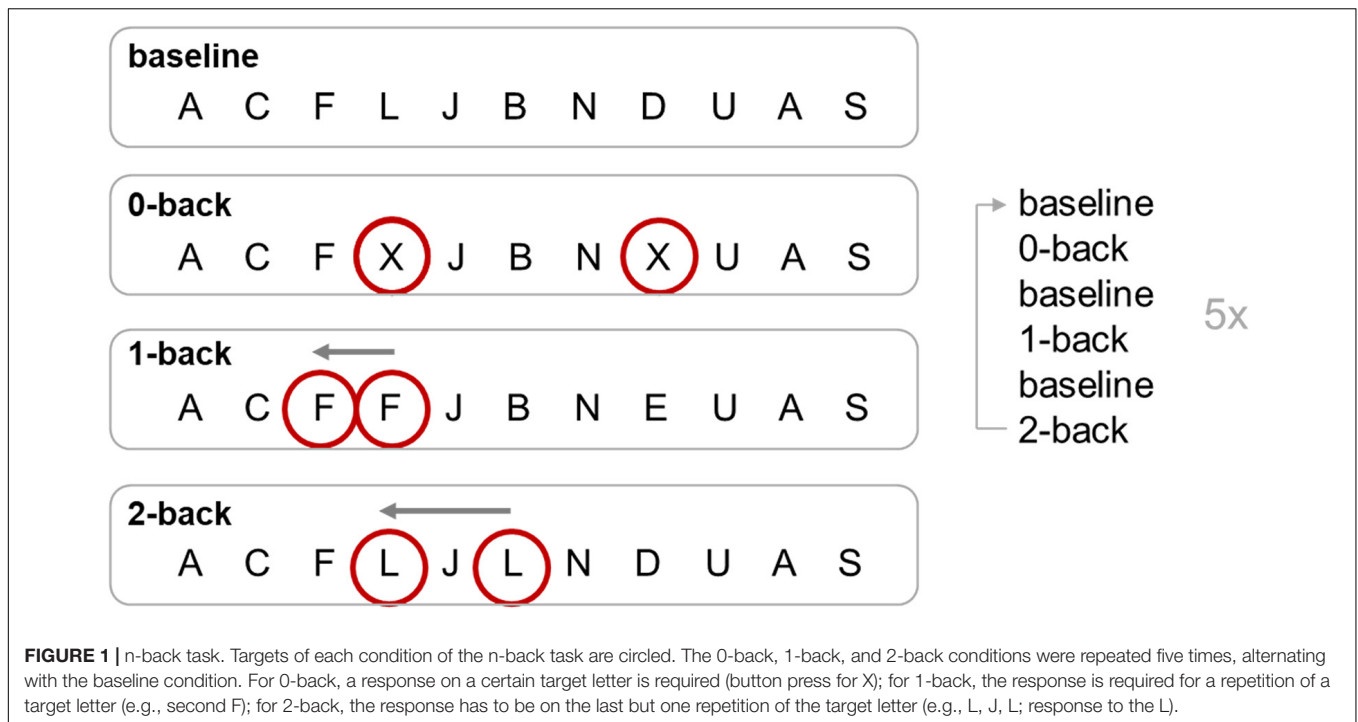 baseline
A C F L J B N D U A S
0-back
A C F X J B N X U A S
1-back
A C F F J B N E U A S
2-back
A C F L J L N D U A S
baseline
0-back
baseline
1-back
baseline
2-back
5x
FIGURE 1 | n-back task. Targets of each condition of the n-back task are circled. The 0-back, 1-back, and 2-back conditions were repeated five times, alternating
with the baseline condition. For 0-back, a response on a certain target letter is required (button press for X); for 1-back, the response is required for a repetition of a
target letter (e.g., second F); for 2-back, the response has to be on the last but one repetition of the target letter (e.g., L, J, L; response to the L).